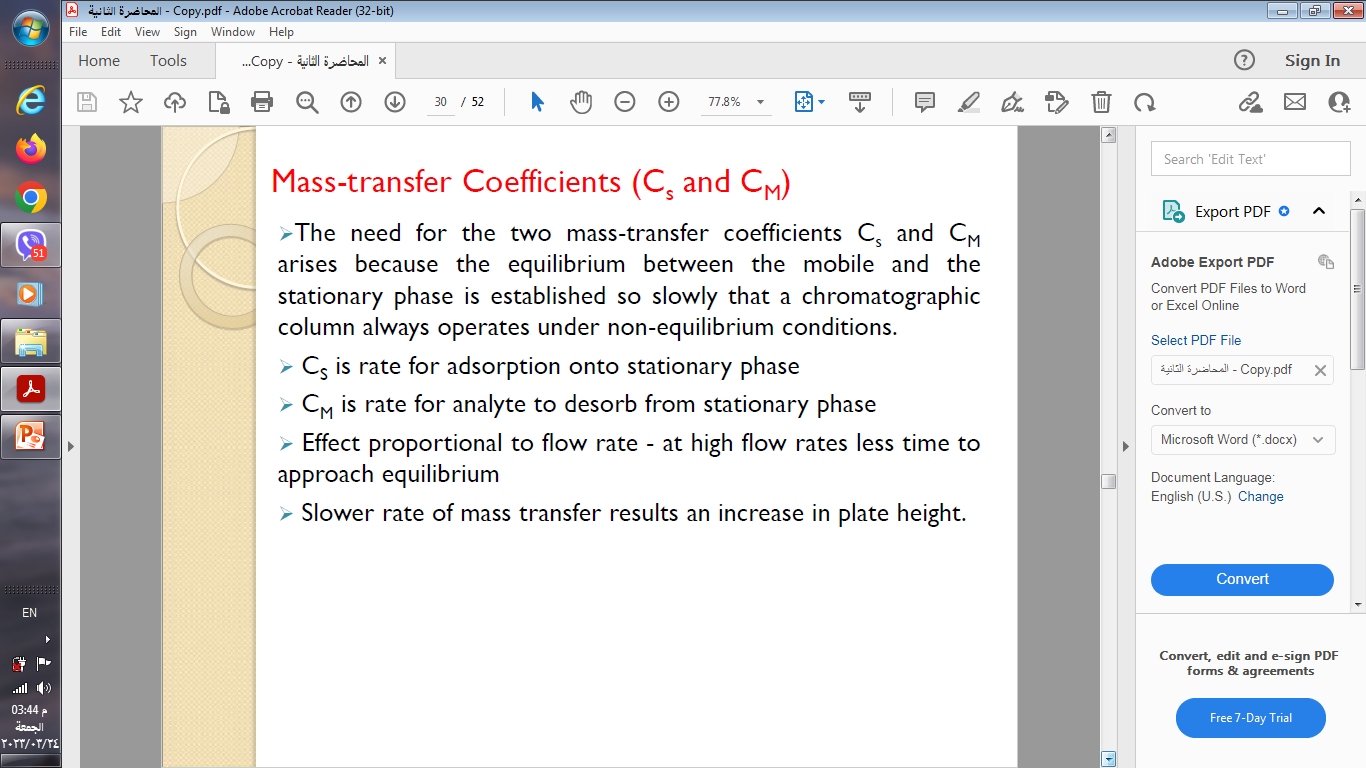 المحاضرة الثانية - Copy.pdf - Adobe Acrobat Reader (32-bit)
File Edit View Sign Window Help
Home Tools المحاضرة الثانية - Copy... × ? Sign In
30 / 52 77.8%
Mass-transfer Coefficients (Cs and CM)
➢The need for the two mass-transfer coefficients Cs and CM
arises because the equilibrium between the mobile and the
stationary phase is established so slowly that a chromatographic
column always operates under non-equilibrium conditions.
➢ CS is rate for adsorption onto stationary phase
➢ CM is rate for analyte to desorb from stationary phase
➢ Effect proportional to flow rate - at high flow rates less time to
approach equilibrium
➢ Slower rate of mass transfer results an increase in plate height.
Search 'Edit Text'
Export PDF
Adobe Export PDF
Convert PDF Files to Word
or Excel Online
Select PDF File
المحاضرة الثانية - Copy.pdf
Convert to
Microsoft Word (*.docx)
Document Language:
English (U.S.) Change
Convert
Convert, edit and e-sign PDF
forms & agreements
Free 7-Day Trial
51
EN
03:44 م
الجمعة
٢٠٢٣/٠٣/٢٤